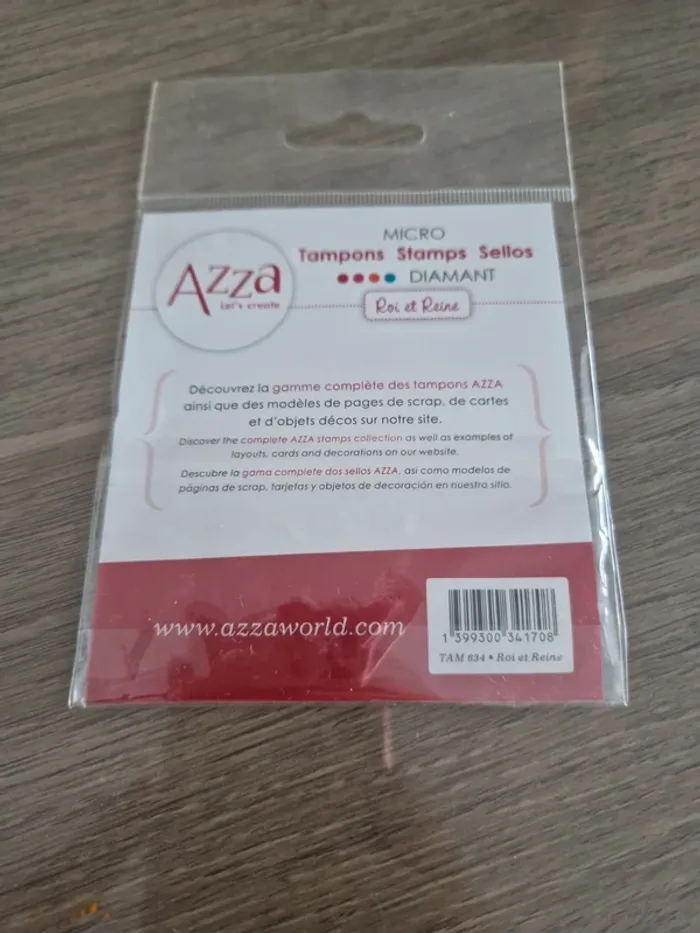 Azza
Let's create
MICRO
Tampons Stamps Sellos
DIAMANT
Roi et Reine
Découvrez la gamme complète des tampons AZZA
ainsi que des modèles de pages de scrap, de cartes
et d'objets décos sur notre site.
Discover the complete AZZA stamps collection as well as examples of
layouts, cards and decorations on our website.
Descubre la gama complete dos sellos AZZA, asi como modelos de
páginas de scrap, tarjetas y objetos de decoración en nuestro sitio.
www.azzaworld.com
1 399300 341708
TAM 834 • Roi et Reine